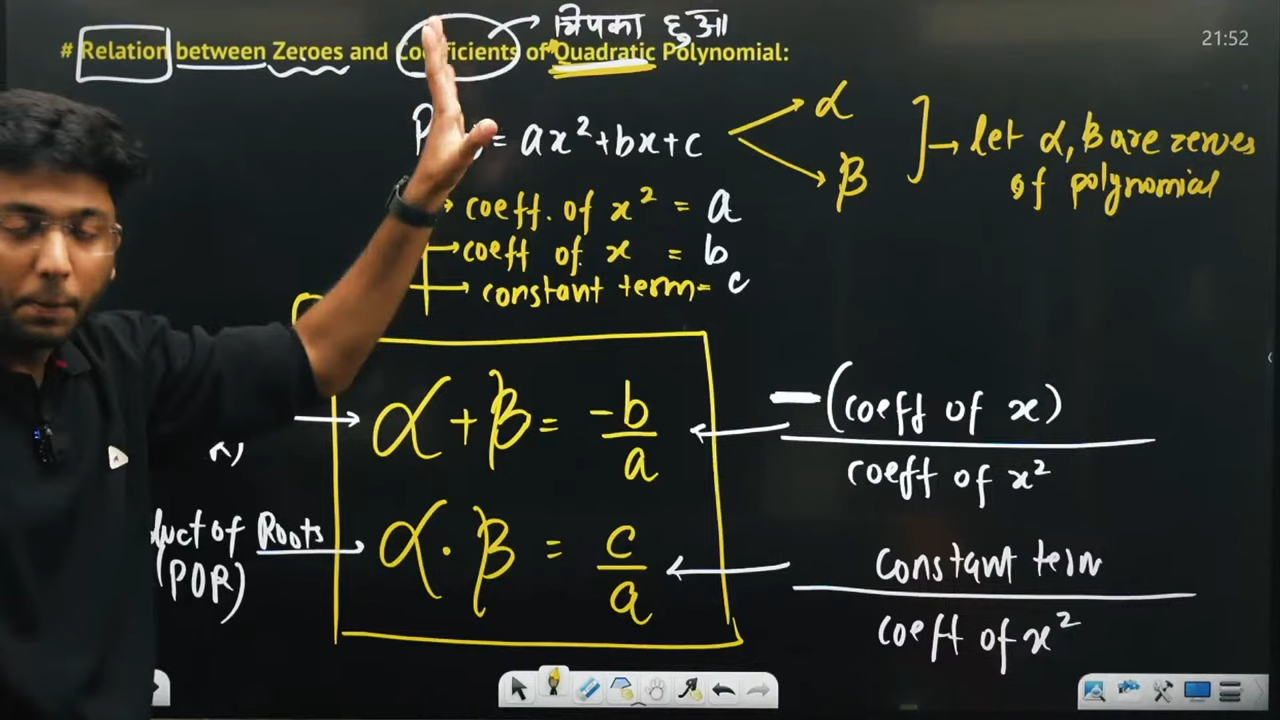 चिपका हुआ
21:52
# Relation between Zeroes and Coefficients of "Quadratic Polynomial:
P = ax²+bx+c
α
β
let α, β are zeroes
of polynomial
coeff. of x² = a
coeff of x = b
constant term = c
α + β = -b/a
-(coeff of x)
coeff of x²
Roots
of
(POR)
α . β = c/a
constant term
coeff of x²